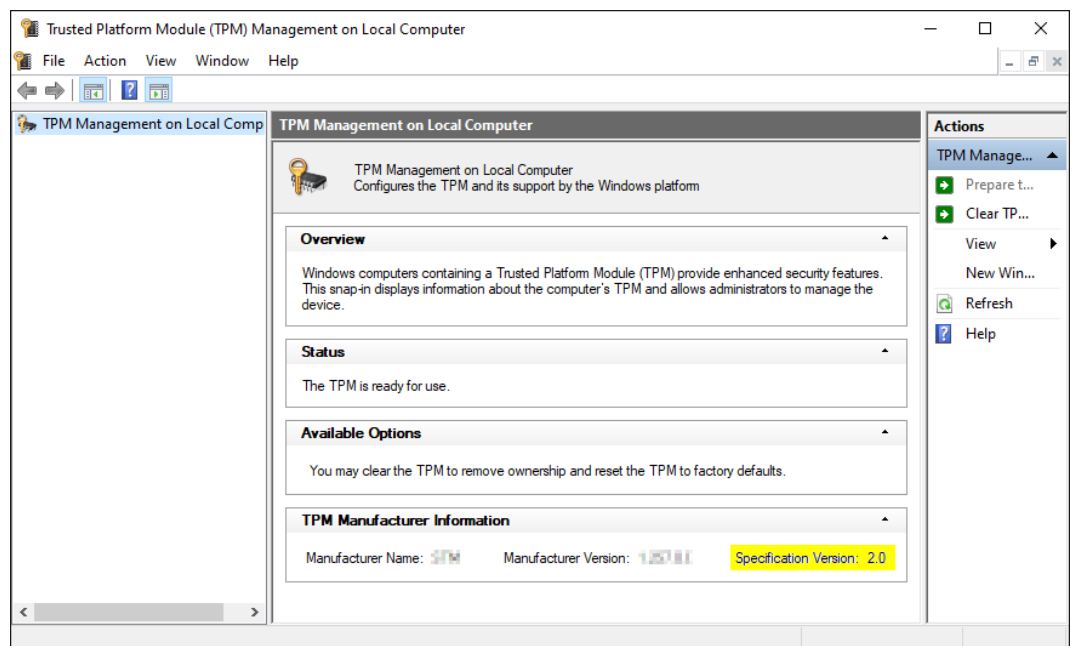 Trusted Platform Module (TPM) Management on Local Computer
File Action View Window Help
TPM Management on Local Comp
TPM Management on Local Computer
TPM Management on Local Computer
Configures the TPM and its support by the Windows platform
Overview
Windows computers containing a Trusted Platform Module (TPM) provide enhanced security features.
This snap-in displays information about the computer's TPM and allows administrators to manage the
device.
Status
The TPM is ready for use.
Available Options
You may clear the TPM to remove ownership and reset the TPM to factory defaults.
TPM Manufacturer Information
Manufacturer Name: Manufacturer Version: Specification Version: 2.0
Actions
TPM Manage...
Prepare t...
Clear TP...
View
New Win...
Refresh
Help